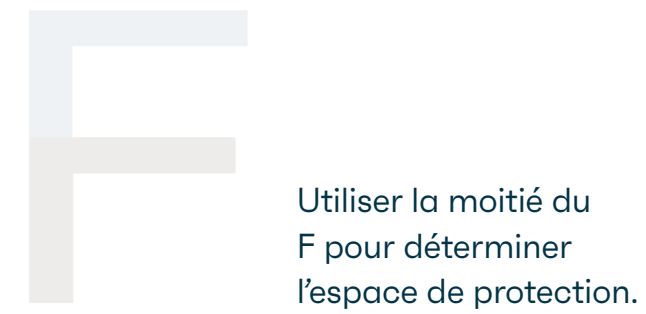 F
Utiliser la moitié du
F pour déterminer
l’espace de protection.